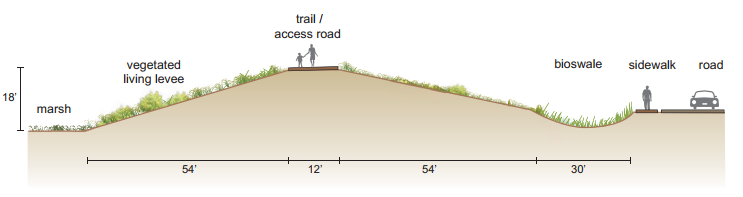 trail /
access road
vegetated
living levee
bioswale
sidewalk
road
18'
marsh
54'
12'
54'
30'